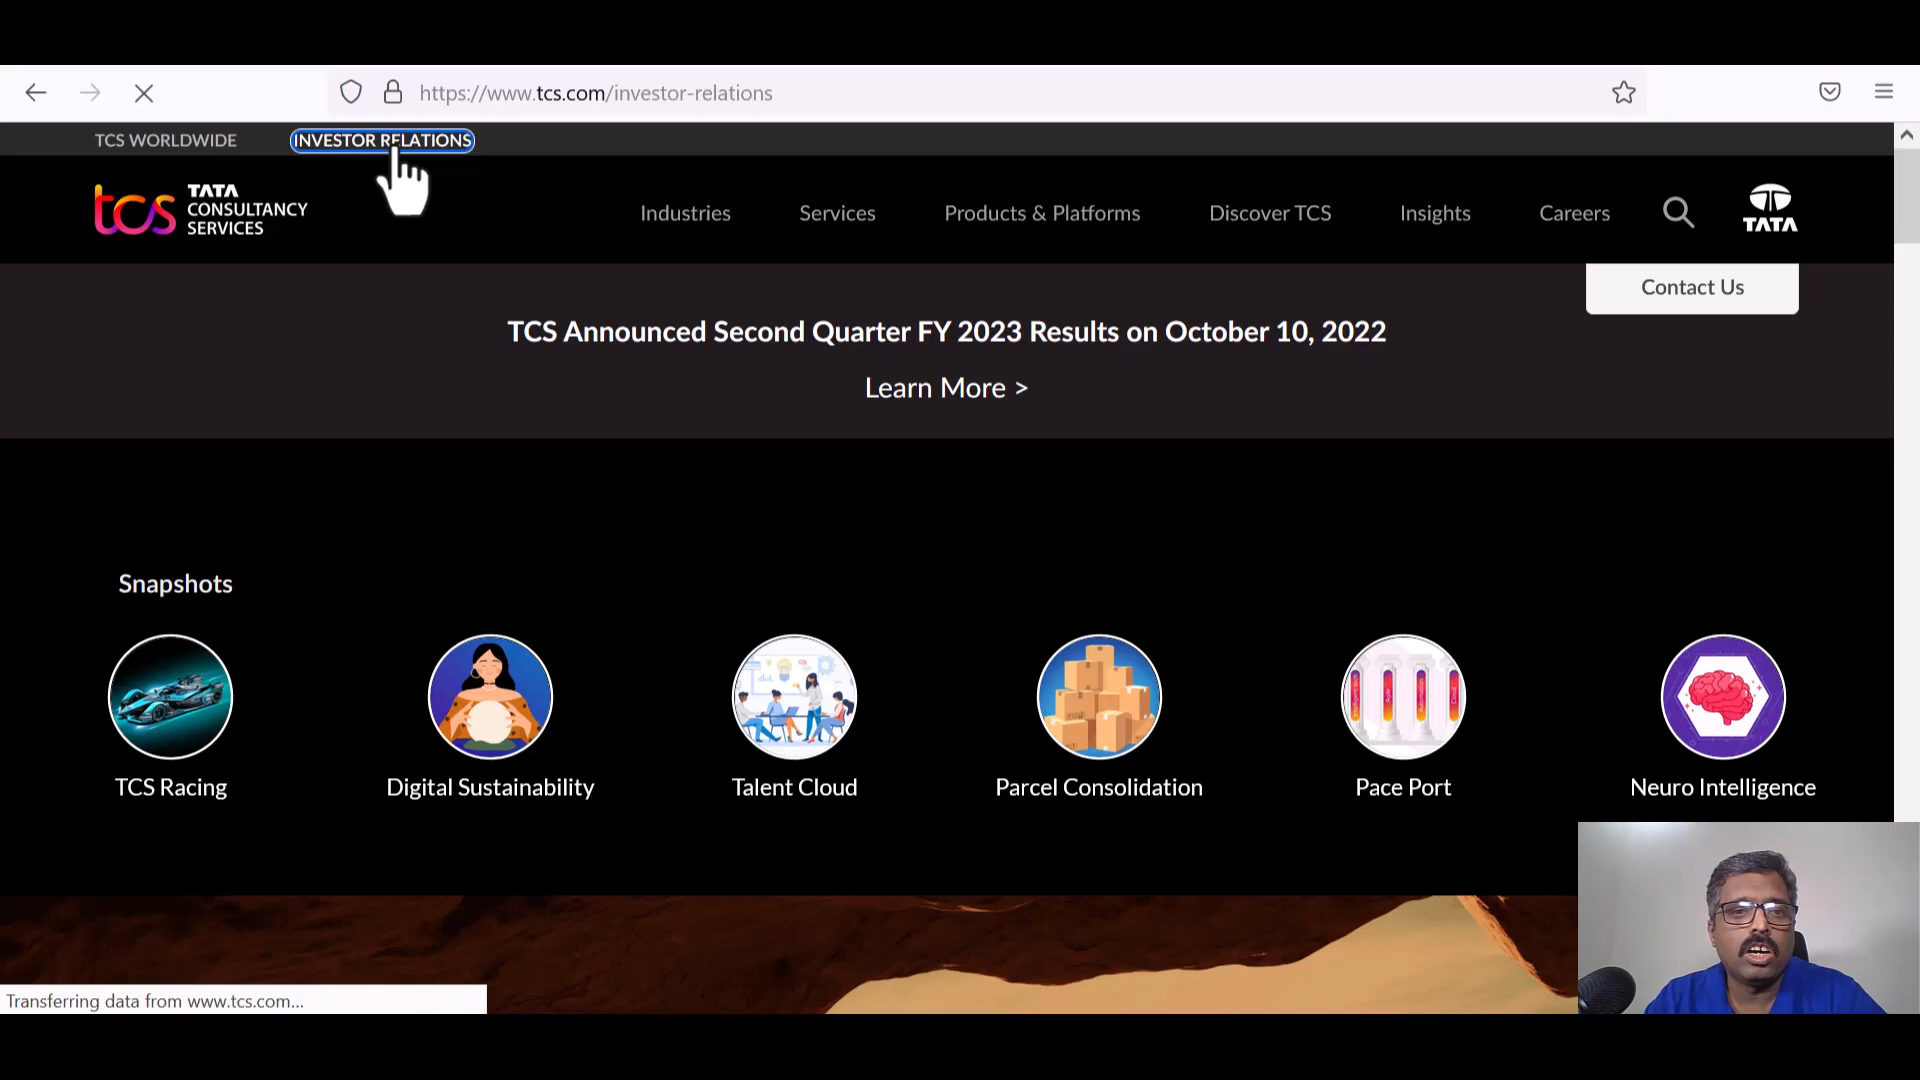 https://www.tcs.com/investor-relations
TCS WORLDWIDE
INVESTOR RELATIONS
tcs
TATA
CONSULTANCY
SERVICES
Industries
Services
Products & Platforms
Discover TCS
Insights
Careers
TATA
Contact Us
TCS Announced Second Quarter FY 2023 Results on October 10, 2022
Learn More >
Snapshots
TCS Racing
Digital Sustainability
Talent Cloud
Parcel Consolidation
Pace Port
Neuro Intelligence
Transferring data from www.tcs.com...